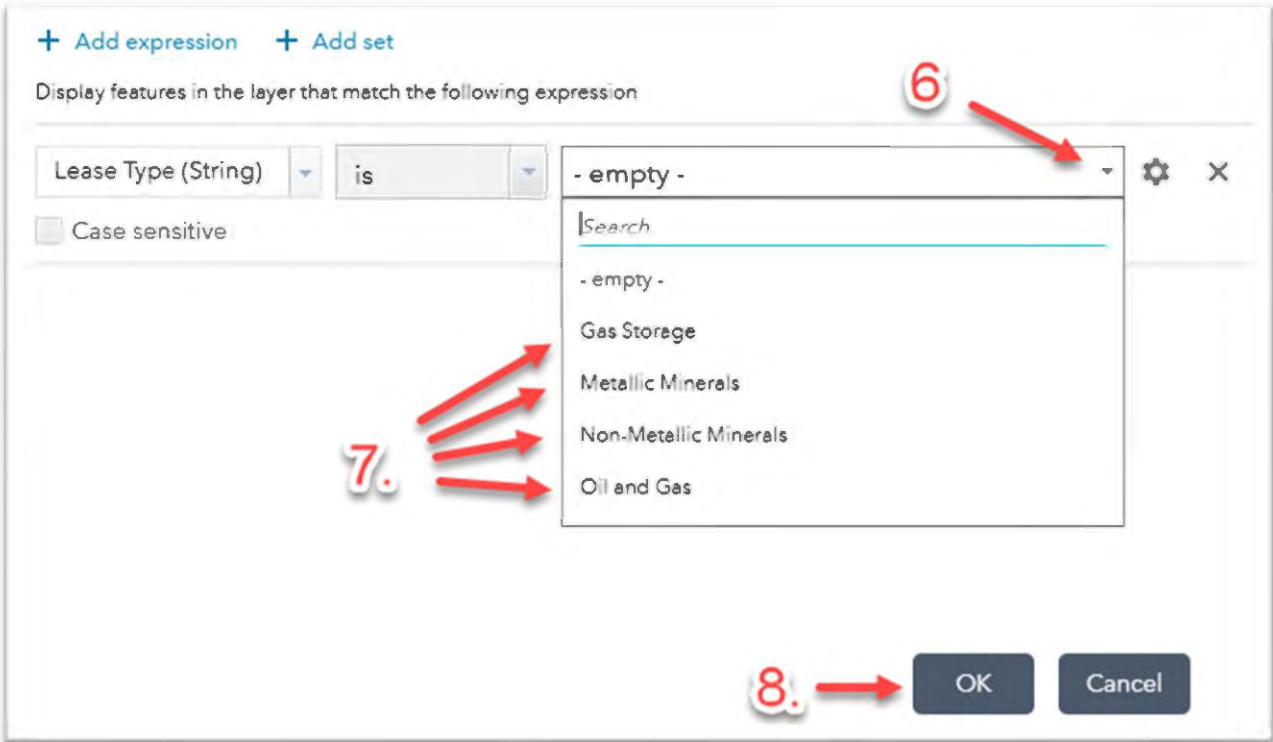 + Add expression + Add set
Display features in the layer that match the following expression
6
Lease Type (String) is - empty -
Case sensitive
Search
- empty -
Gas Storage
Metallic Minerals
Non-Metallic Minerals
7.
Oil and Gas
8. OK Cancel